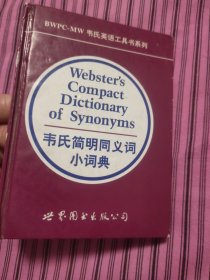 BWPC-MW 韦氏英语工具书系列
Webster's
Compact
Dictionary
of Synonyms
韦氏简明同义词
小词典
世界图书出版公司